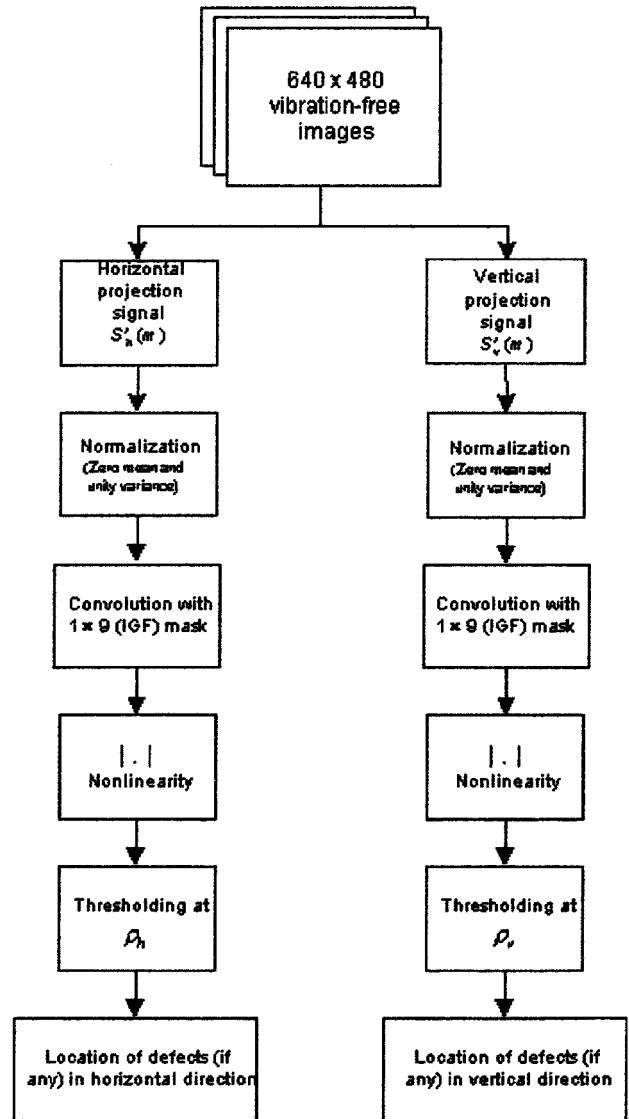 640 x 480
vibration-free
images
Horizontal
projection
signal
S'h(m)
Vertical
projection
signal
S'v(m)
Normalization
(Zero mean and
unity variance)
Normalization
(Zero mean and
unity variance)
Convolution with
1 × 9 (IGF) mask
Convolution with
1 × 9 (IGF) mask
| . |
Nonlinearity
| . |
Nonlinearity
Thresholding at
ρh
Thresholding at
ρv
Location of defects (if
any) in horizontal direction
Location of defects (if
any) in vertical direction